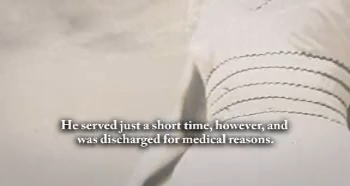 He served just a short time, however, and
was discharged for medical reasons.